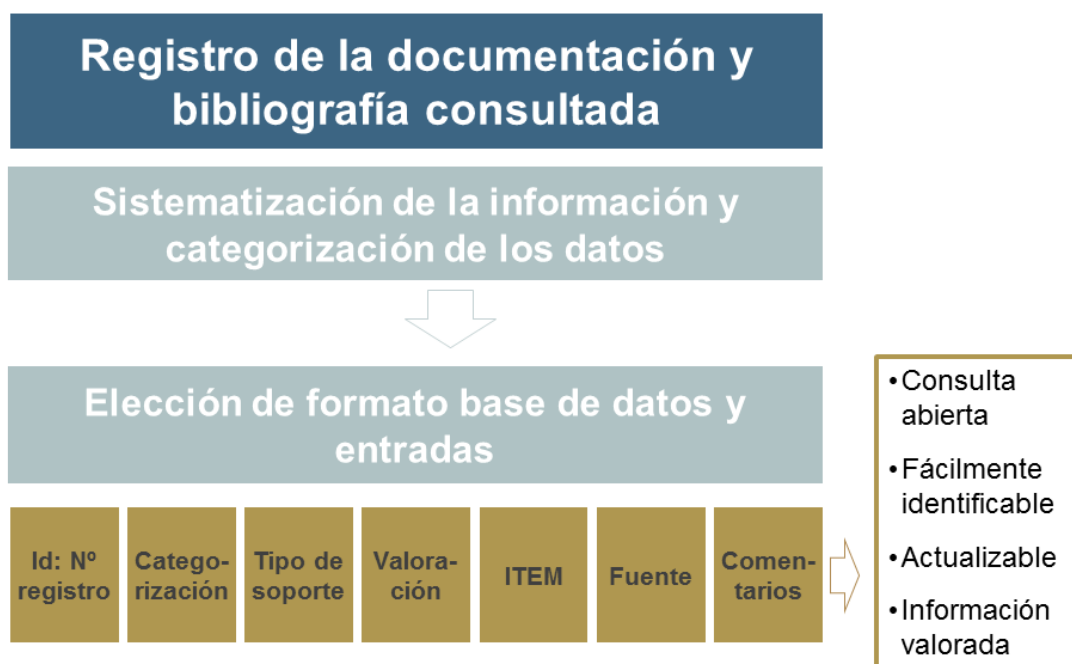 Registro de la documentación y
bibliografía consultada
Sistematización de la información y
categorización de los datos
Elección de formato base de datos y
entradas
Id: Nº
registro
Catego-
rización
Tipo de
soporte
Valora-
ción
ITEM
Fuente
Comen-
tarios
•Consulta
abierta
•Fácilmente
identificable
•Actualizable
•Información
valorada